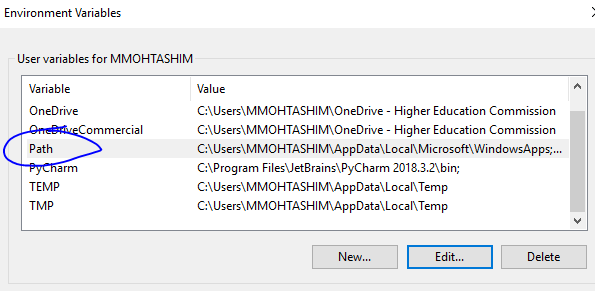 Environment Variables
User variables for MMOHTASHIM
Variable Value
OneDrive C:\Users\MMOHTASHIM\OneDrive - Higher Education Commission
OneDriveCommercial C:\Users\MMOHTASHIM\OneDrive - Higher Education Commission
Path C:\Users\MMOHTASHIM\AppData\Local\Microsoft\WindowsApps;...
PyCharm C:\Program Files\JetBrains\PyCharm 2018.3.2\bin;
TEMP C:\Users\MMOHTASHIM\AppData\Local\Temp
TMP C:\Users\MMOHTASHIM\AppData\Local\Temp
New... Edit... Delete